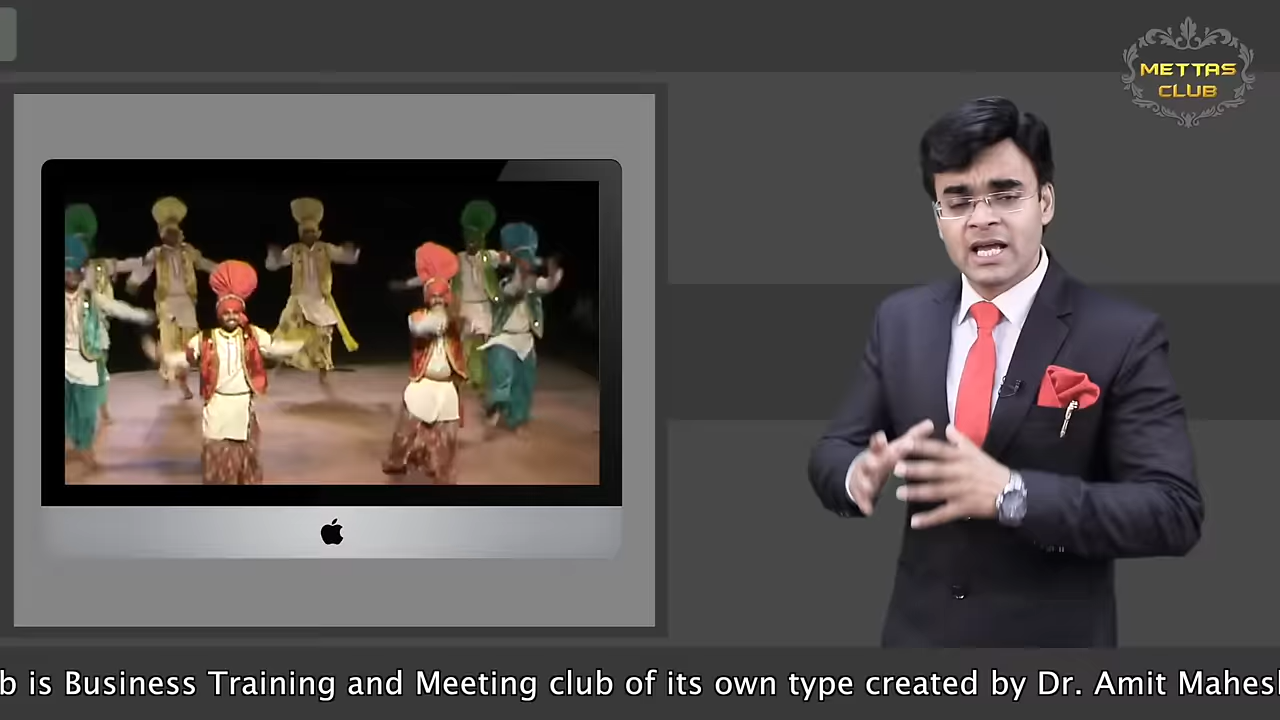 METTAS
CLUB
b is Business Training and Meeting club of its own type created by Dr. Amit Mahes